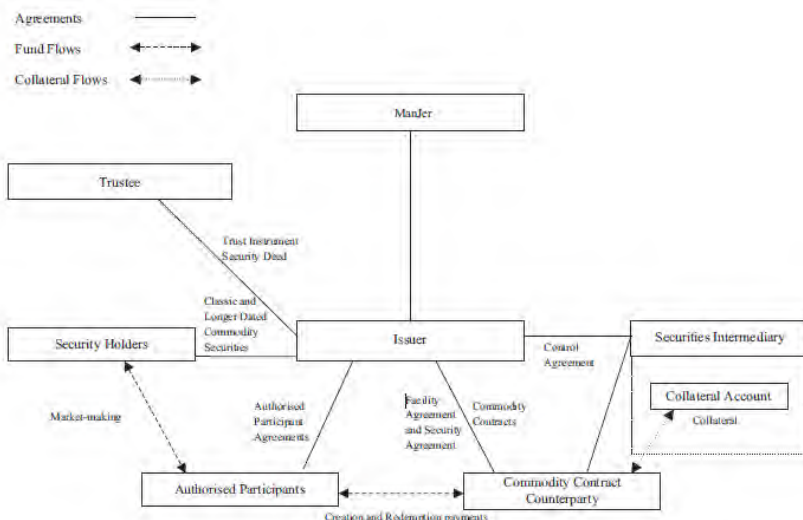 Agreements
Fund Flows
Collateral Flows
ManJer
Trustee
Trust Instrument
Security Deed
Classic and
Longer Dated
Commodity
Securities
Security Holders
Issuer
Securities Intermediary
Control
Agreement
Collateral Account
Collateral
Market-making
Authorised
Participant
Agreements
Facility
Agreement
and Security
Agreement
Commodity
Contracts
Authorised Participants
Commodity Contract
Counterparty
Creation and Redemption payments